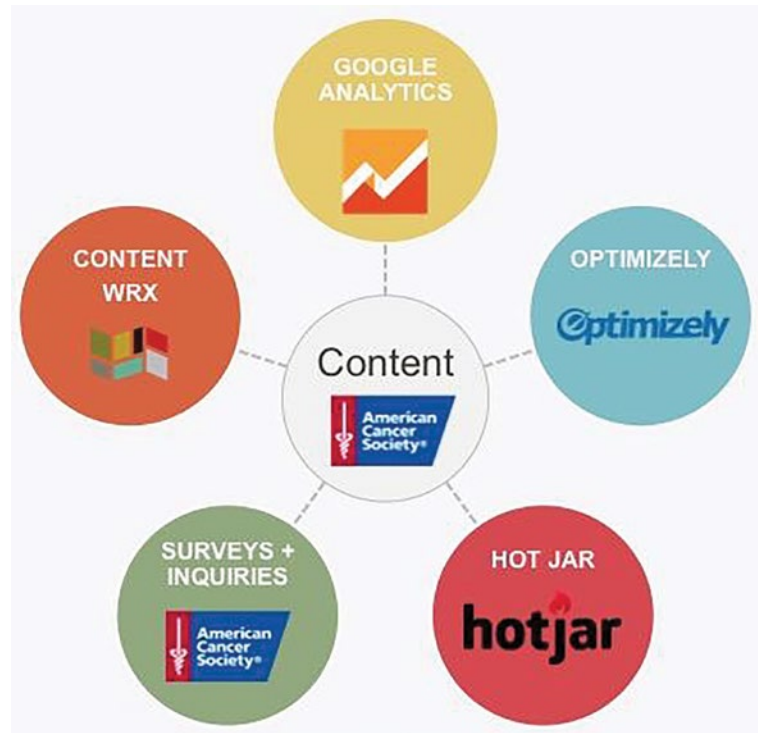 GOOGLE
ANALYTICS
CONTENT
WRX
OPTIMIZELY
Optimizely
Content
American
Cancer
Society®
SURVEYS +
INQUIRIES
American
Cancer
Society®
HOT JAR
hotjar